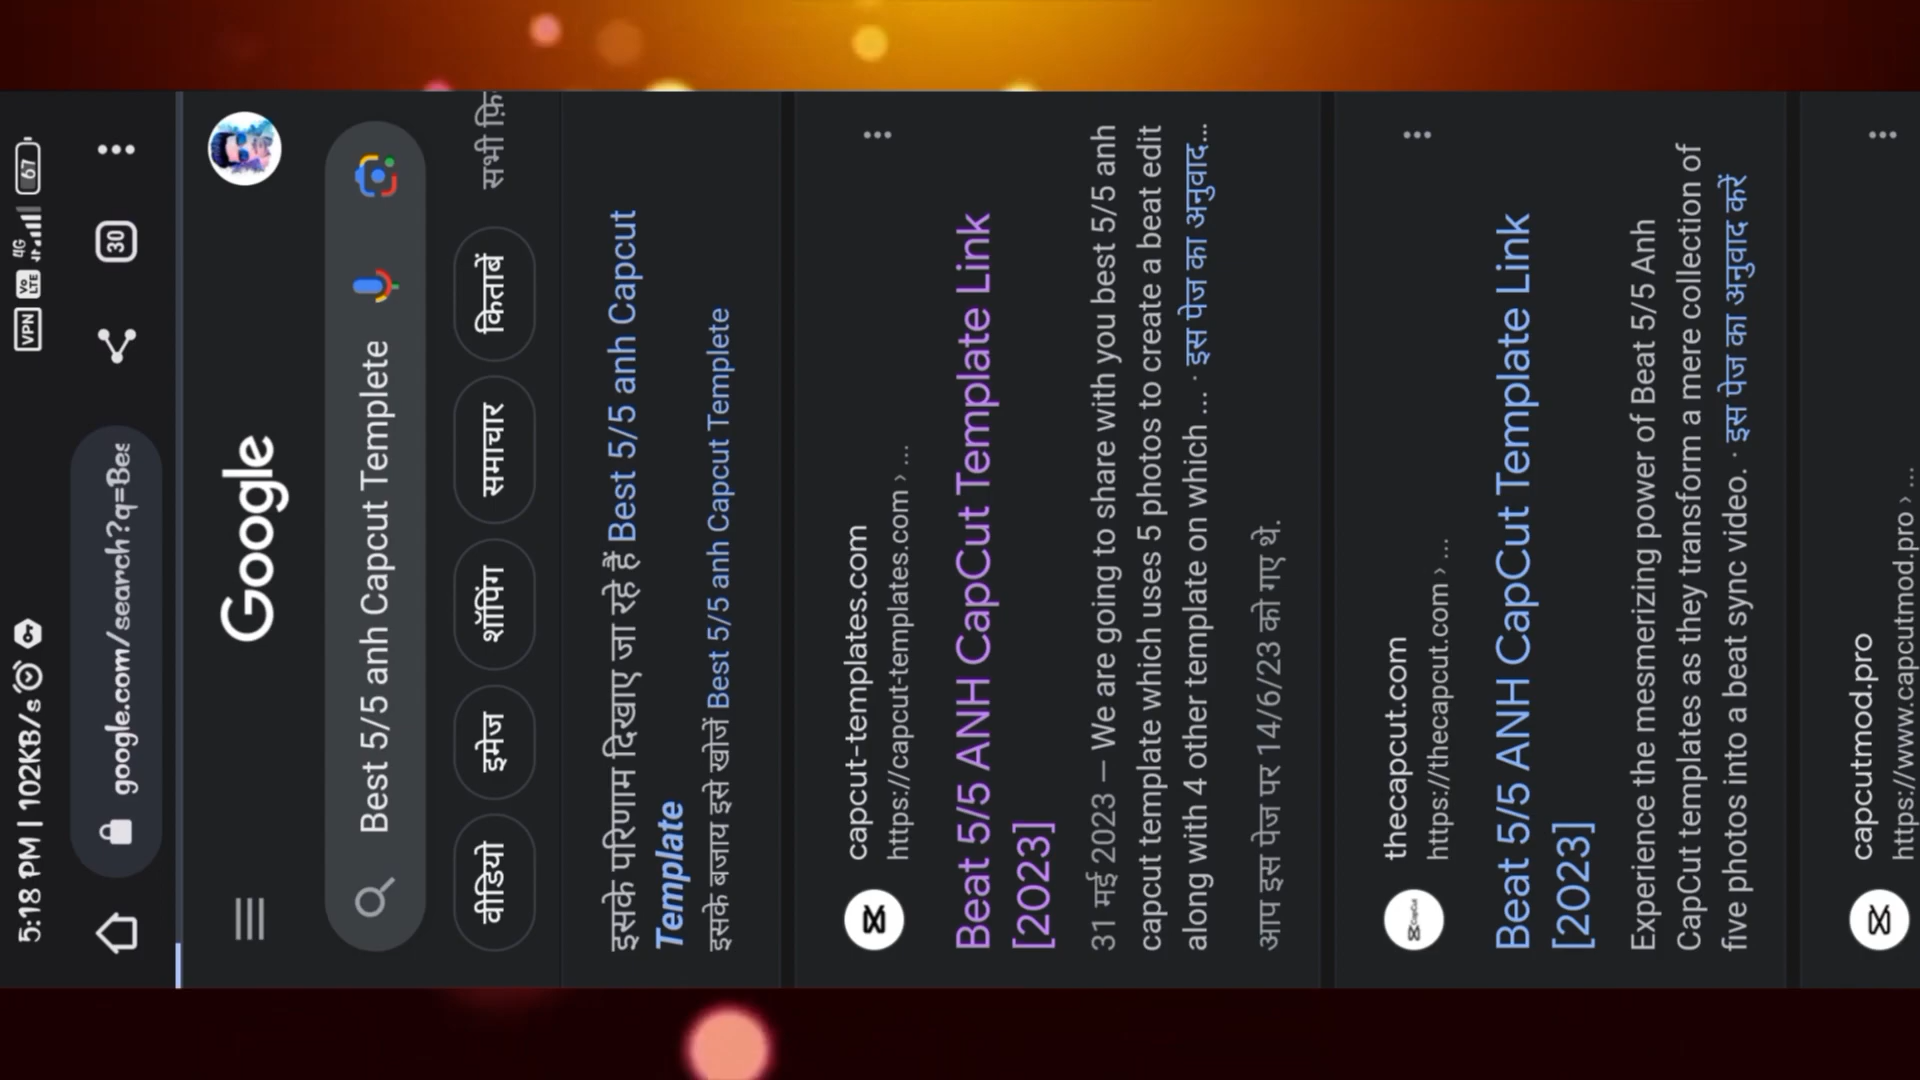 5:18 PM | 102KB/s
VPN
Vo
LTE
4G
67
google.com/search?q=Bes
30
Google
Best 5/5 anh Capcut Templete
वीडियो
इमेज
शॉपिंग
समाचार
किताबें
सभी फ़ि
इसके परिणाम दिखाए जा रहे हैं Best 5/5 anh Capcut
Template
इसके बजाय इसे खोजें Best 5/5 anh Capcut Templete
capcut-templates.com
https://capcut-templates.com › ...
Beat 5/5 ANH CapCut Template Link
[2023]
31 मई 2023 — We are going to share with you best 5/5 anh
capcut template which uses 5 photos to create a beat edit
along with 4 other template on which ... · इस पेज का अनुवाद...
आप इस पेज पर 14/6/23 को गए थे.
CapCut
thecapcut.com
https://thecapcut.com › ...
Beat 5/5 ANH CapCut Template Link
[2023]
Experience the mesmerizing power of Beat 5/5 Anh
CapCut templates as they transform a mere collection of
five photos into a beat sync video. · इस पेज का अनुवाद करें
capcutmod.pro
https://www.capcutmod.pro › ...